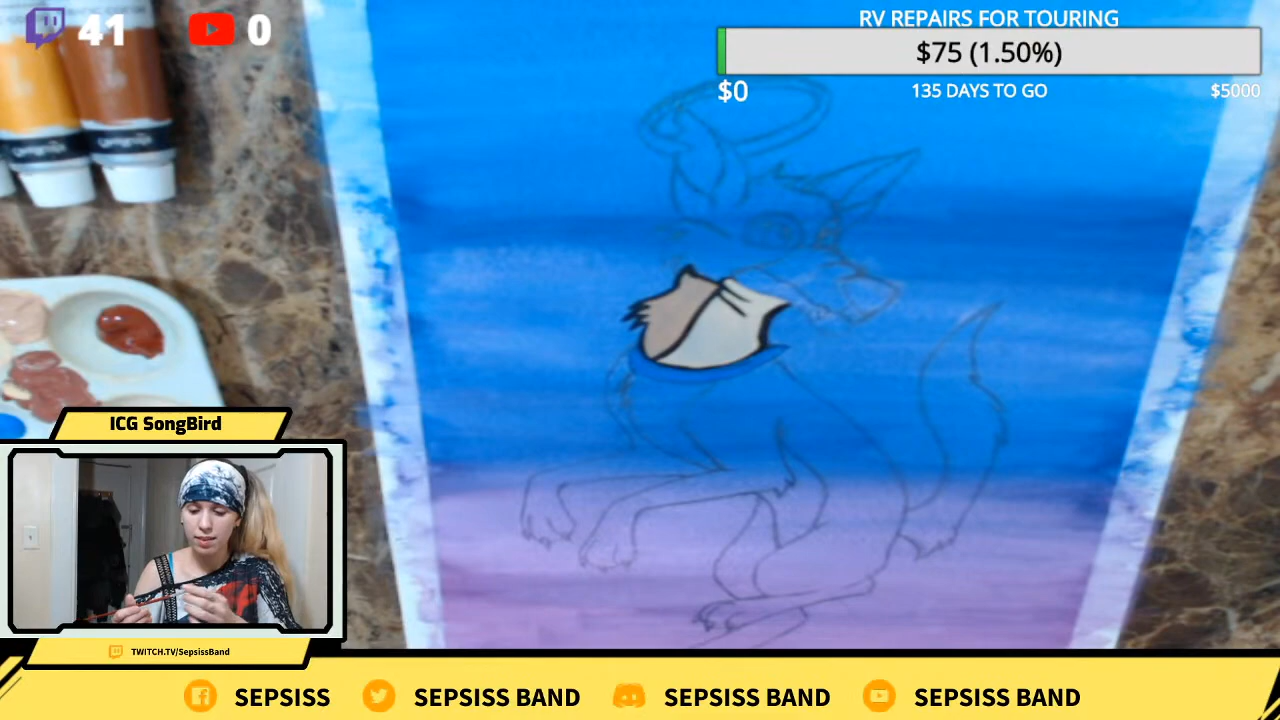 41
0
RV REPAIRS FOR TOURING
$75 (1.50%)
$0
135 DAYS TO GO
$5000
ICG SongBird
TWITCH.TV/SepsissBand
SEPSISS
SEPSISS BAND
SEPSISS BAND
SEPSISS BAND